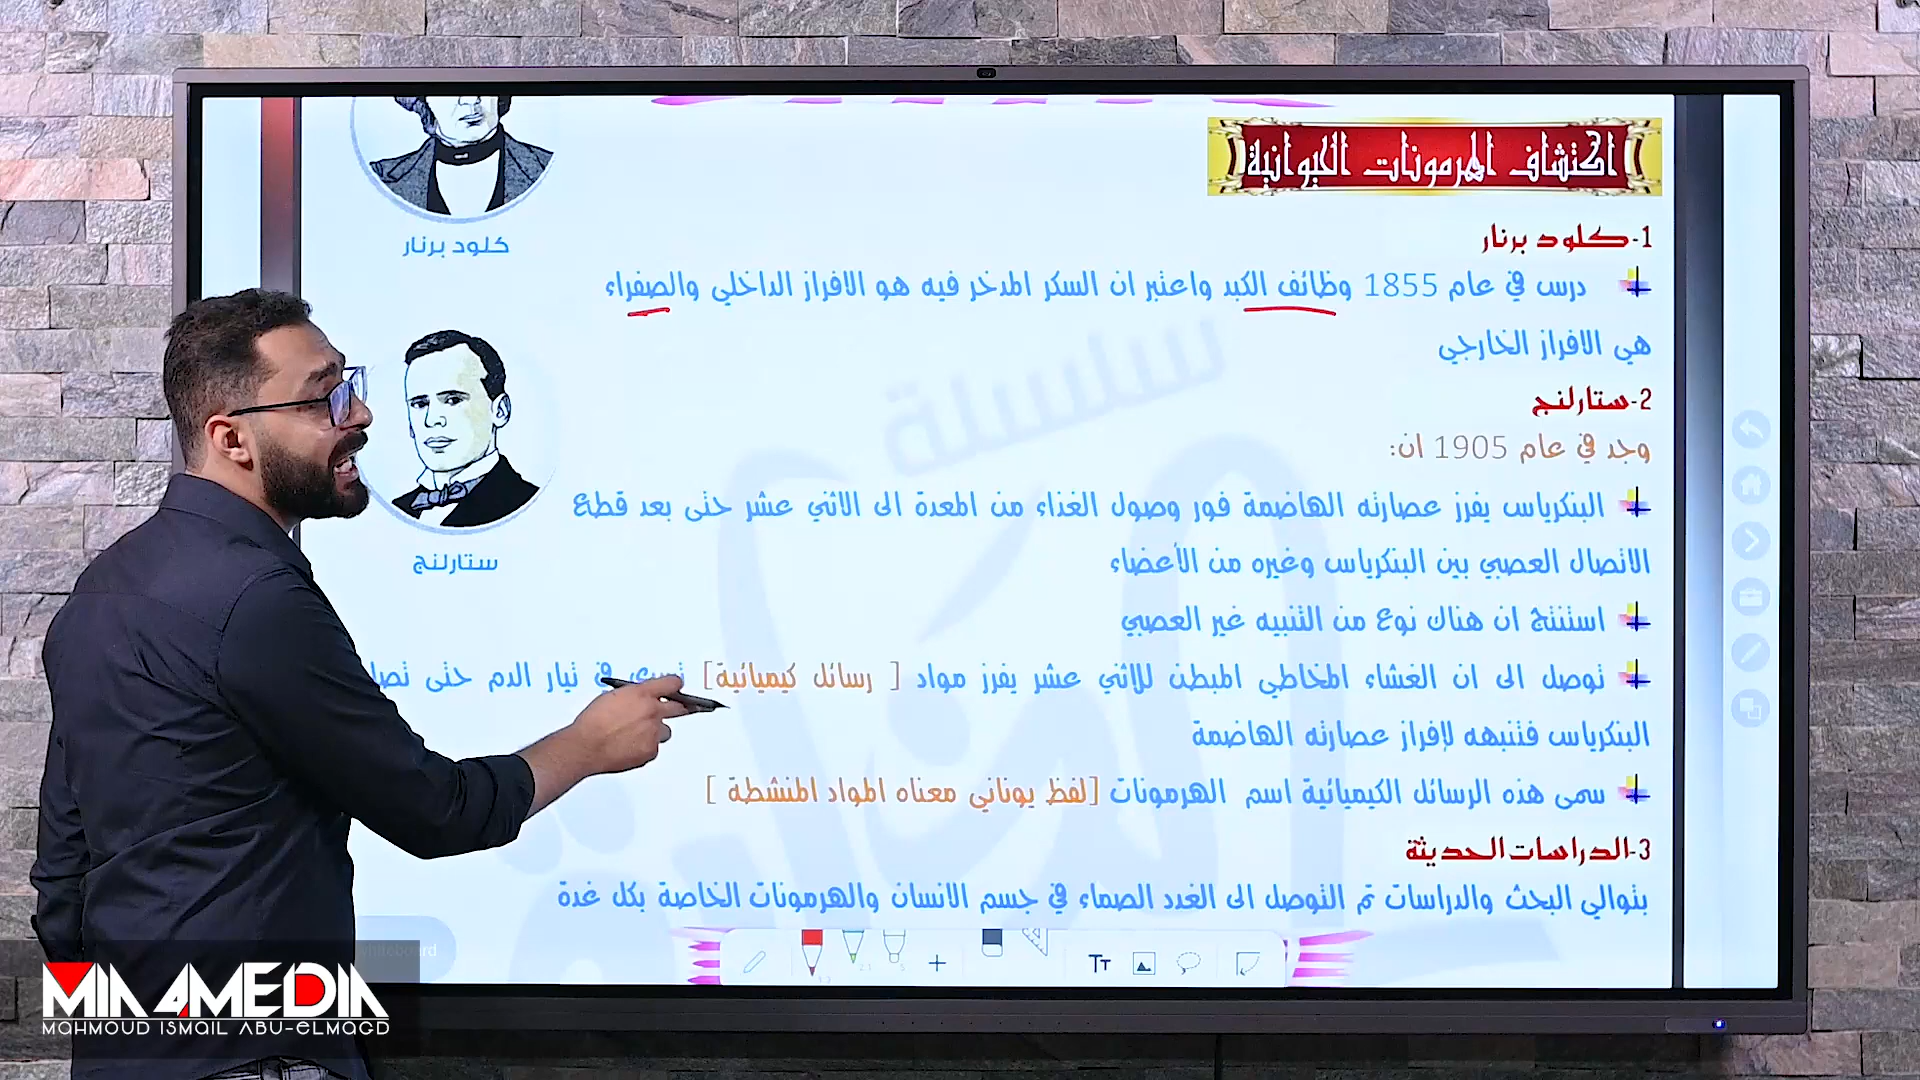 اكتشاف الهرمونات الحيوانية
1-كلود برنار
درس في عام 1855 وظائف الكبد واعتبر ان السكر المدخر فيه هو الافراز الداخلي والصفراء
هي الافراز الخارجي
كلود برنار
2-ستارلنج
وجد في عام 1905 ان:
البنكرياس يفرز عصارته الهاضمة فور وصول الغذاء من المعدة الى الاثني عشر حتى بعد قطع
الاتصال العصبي بين البنكرياس وغيره من الأعضاء
ستارلنج
استنتج ان هناك نوع من التنبيه غير العصبي
توصل الى ان الغشاء المخاطي المبطن للإثني عشر يفرز مواد [ رسائل كيميائية] في تيار الدم حتى
البنكرياس فتنبهه لإفراز عصارته الهاضمة
سمى هذه الرسائل الكيميائية اسم الهرمونات [لفظ يوناني معناه المواد المنشطة ]
3-الدراسات الحديثة
بتوالي البحث والدراسات تم التوصل الى الغدد الصماء في جسم الانسان والهرمونات الخاصة بكل غدة
سلسلة
TT
MIA 4MEDIA
MAHMOUD ISMAIL ABU-ELMAGD